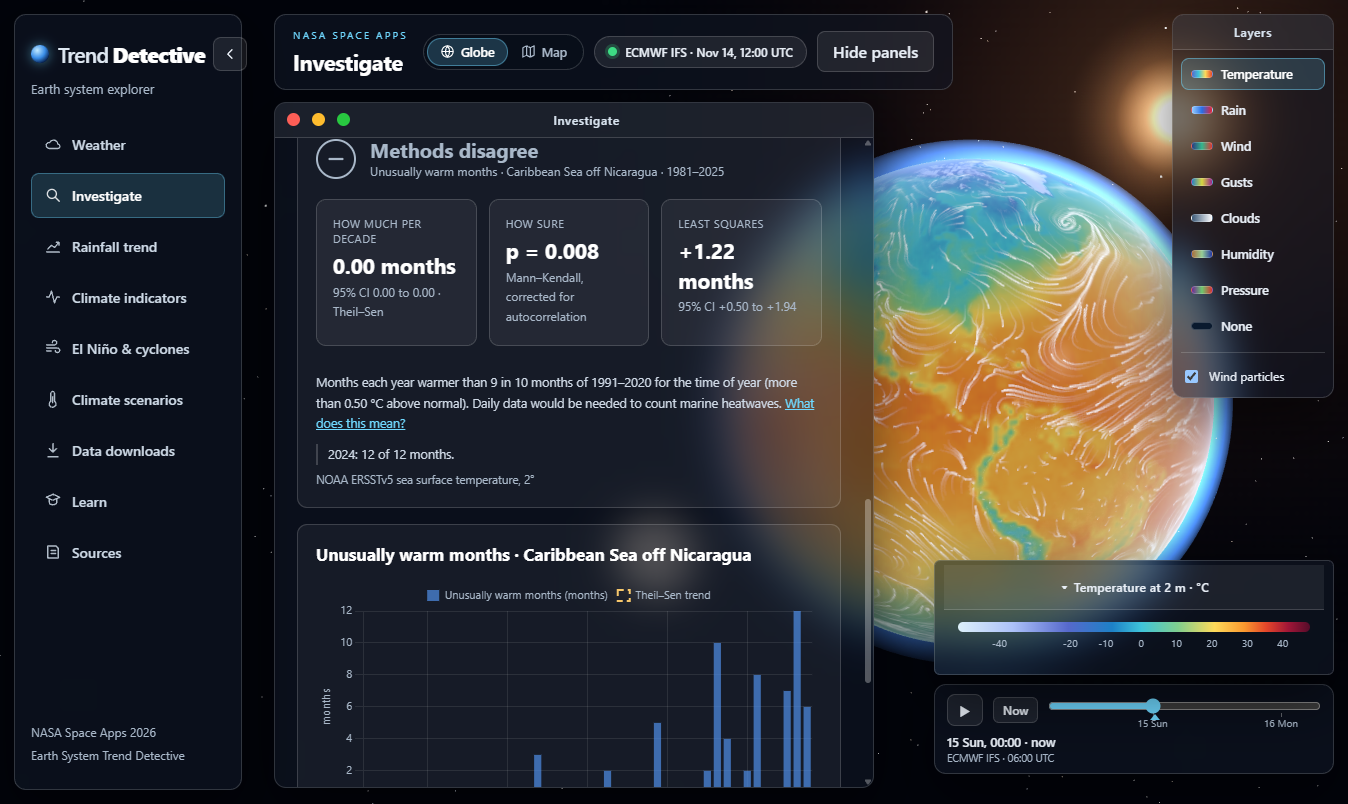 Trend Detective
Earth system explorer
Weather
Investigate
Rainfall trend
Climate indicators
El Niño & cyclones
Climate scenarios
Data downloads
Learn
Sources
NASA Space Apps 2026
Earth System Trend Detective
NASA SPACE APPS
Investigate
Globe
Map
ECMWF IFS · Nov 14, 12:00 UTC
Hide panels
Investigate
Methods disagree
Unusually warm months · Caribbean Sea off Nicaragua · 1981–2025
HOW MUCH PER
DECADE
0.00 months
95% CI 0.00 to 0.00 ·
Theil–Sen
HOW SURE
p = 0.008
Mann–Kendall,
corrected for
autocorrelation
LEAST SQUARES
+1.22
months
95% CI +0.50 to +1.94
Months each year warmer than 9 in 10 months of 1991–2020 for the time of year (more
than 0.50 °C above normal). Daily data would be needed to count marine heatwaves. What
does this mean?
2024: 12 of 12 months.
NOAA ERSSTv5 sea surface temperature, 2°
Unusually warm months · Caribbean Sea off Nicaragua
Unusually warm months (months)
Theil–Sen trend
12
10
8
6
4
2
months
Layers
Temperature
Rain
Wind
Gusts
Clouds
Humidity
Pressure
None
Wind particles
Temperature at 2 m · °C
-40 -20 -10 0 10 20 30 40
Now
15 Sun
16 Mon
15 Sun, 00:00 · now
ECMWF IFS · 06:00 UTC